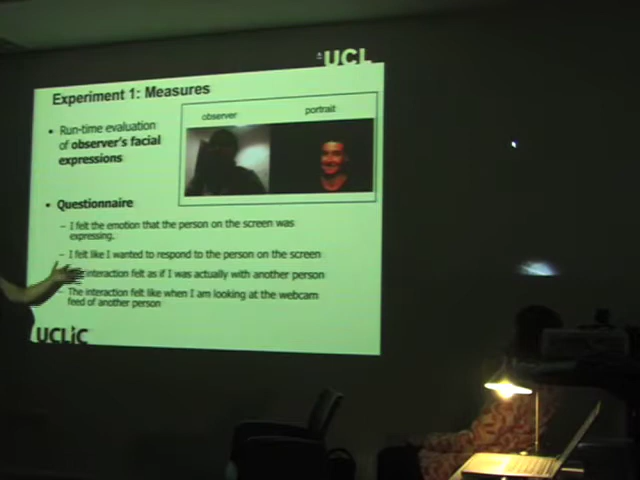 UCL
Experiment 1: Measures
observer portrait
• Run-time evaluation
of observer's facial
expressions
• Questionnaire
– I felt the emotion that the person on the screen was
expressing.
– I felt like I wanted to respond to the person on the screen
interaction felt as if I was actually with another person
– The interaction felt like when I am looking at the webcam
feed of another person
UCLIC